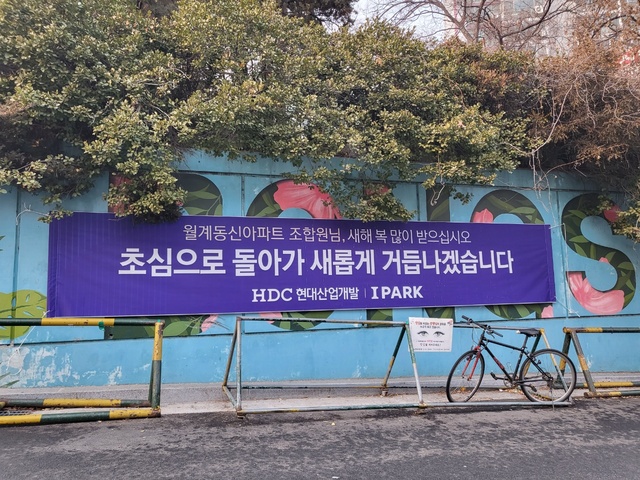 월계동신아파트 조합원님, 새해 복 많이 받으십시오
초심으로 돌아가 새롭게 거듭나겠습니다
HDC 현대산업개발 | IPARK